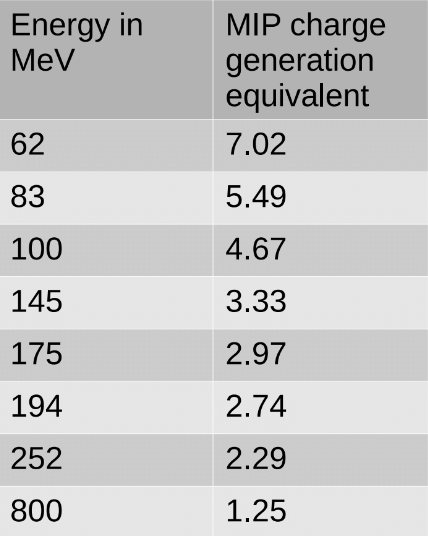 Energy in MIP charge
MeV generation
equivalent
62 7.02
83 5.49
100 4.67
145 3.33
175 2.97
194 2.74
252 2.29
800 1.25